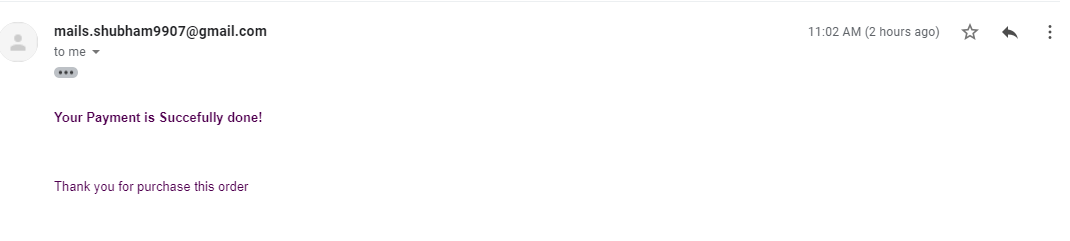 mails.shubham9907@gmail.com
11:02 AM (2 hours ago)
to me
Your Payment is Succefully done!
Thank you for purchase this order